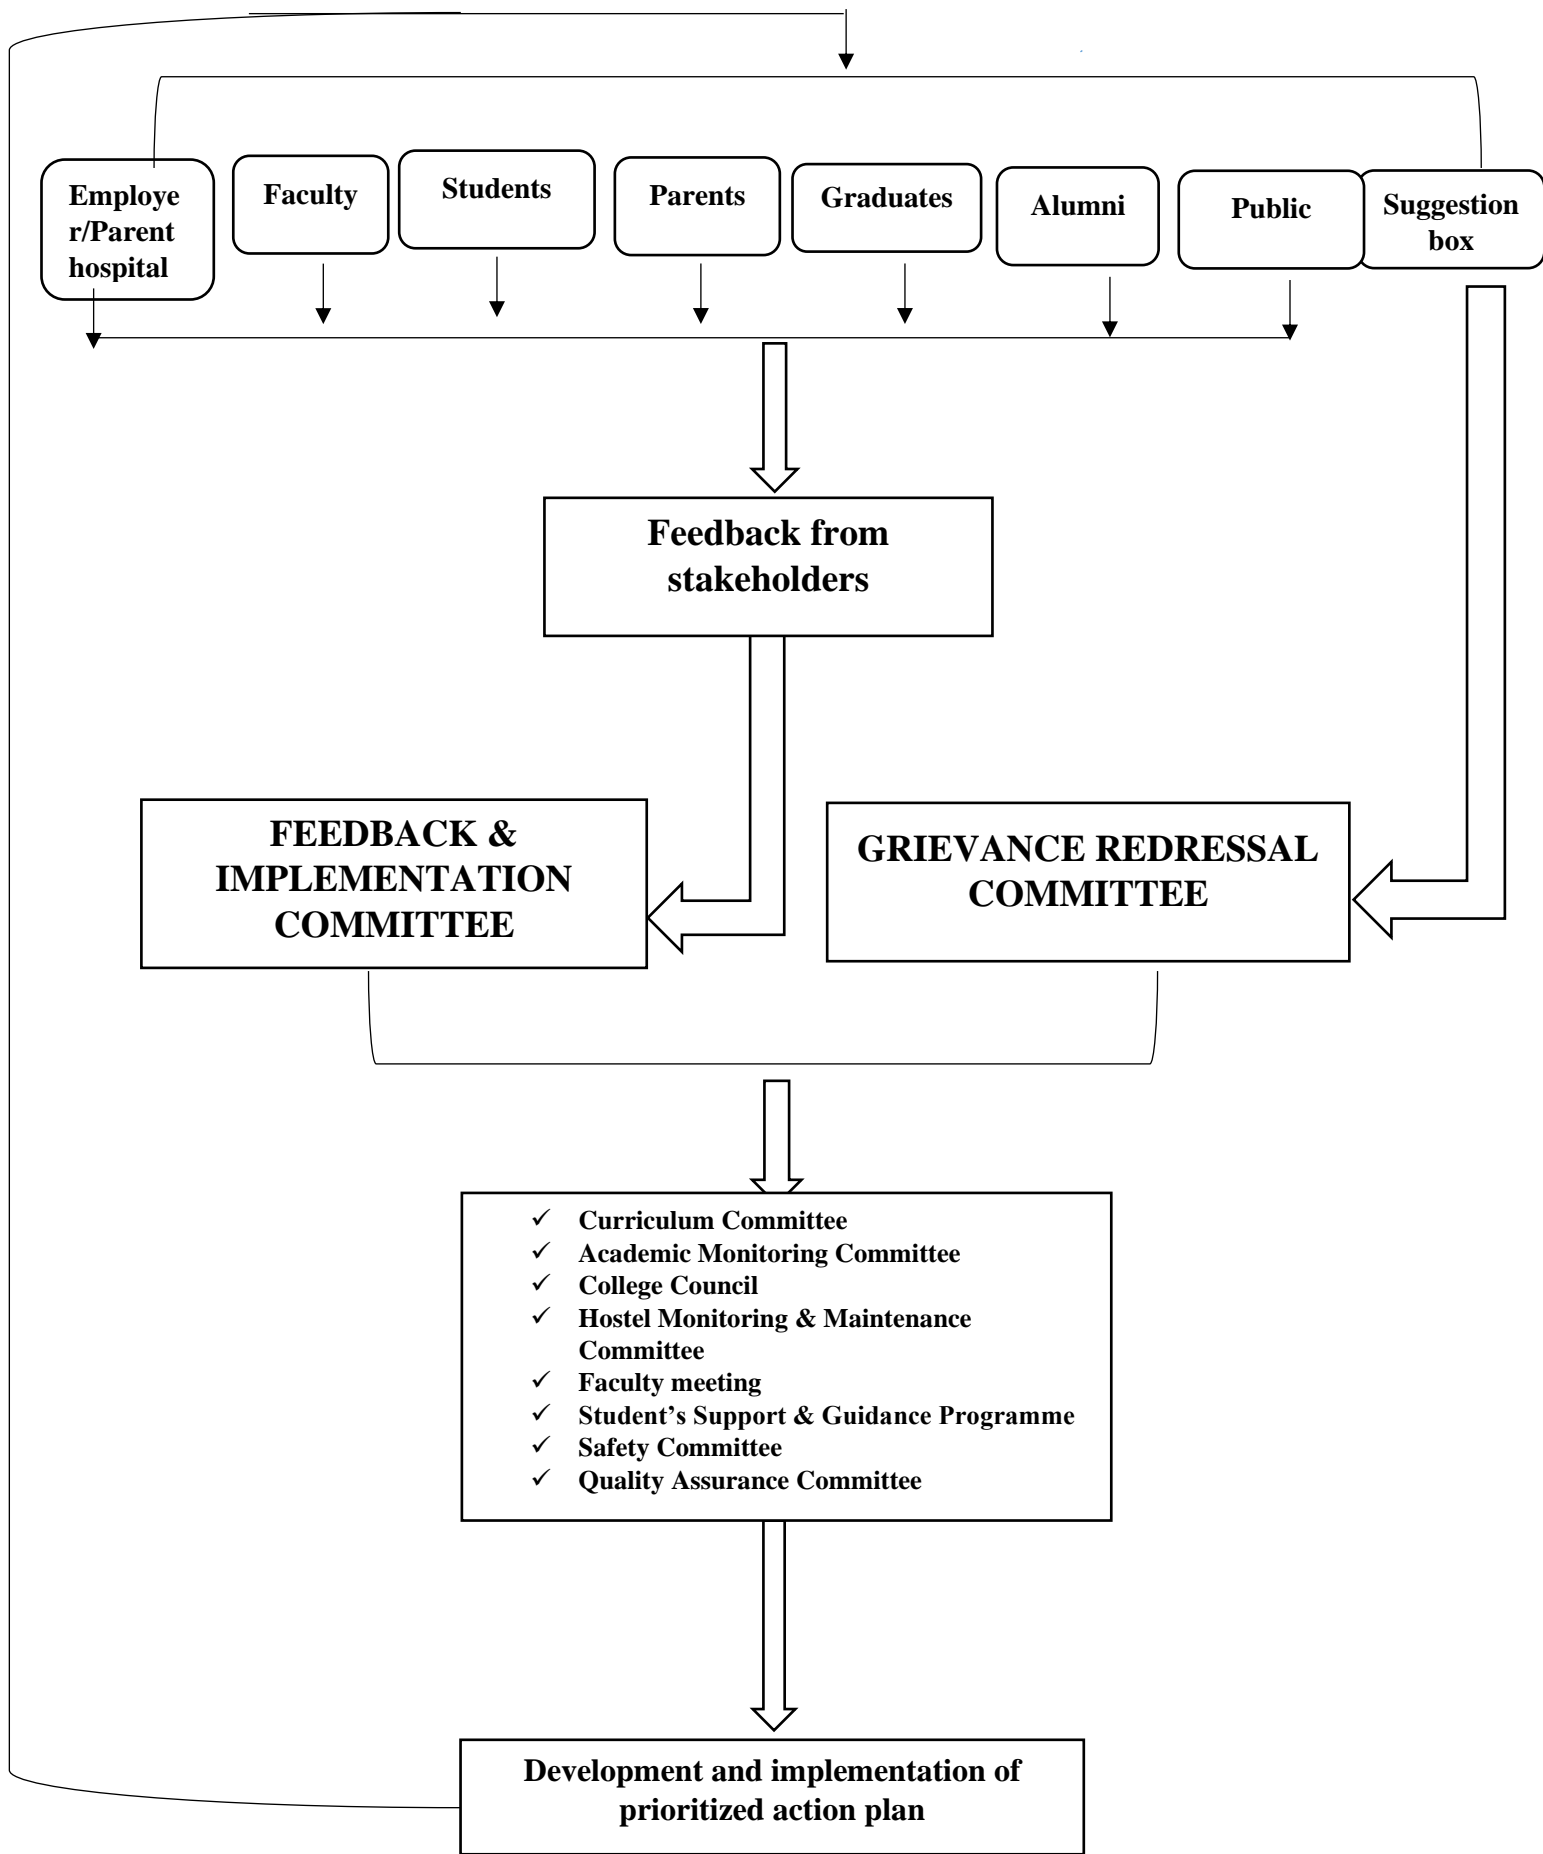 Employe
r/Parent
hospital
Faculty
Students
Parents
Graduates
Alumni
Public
Suggestion
box
Feedback from
stakeholders
FEEDBACK &
IMPLEMENTATION
COMMITTEE
GRIEVANCE REDRESSAL
COMMITTEE
✓ Curriculum Committee
✓ Academic Monitoring Committee
✓ College Council
✓ Hostel Monitoring & Maintenance
Committee
✓ Faculty meeting
✓ Student’s Support & Guidance Programme
✓ Safety Committee
✓ Quality Assurance Committee
Development and implementation of
prioritized action plan